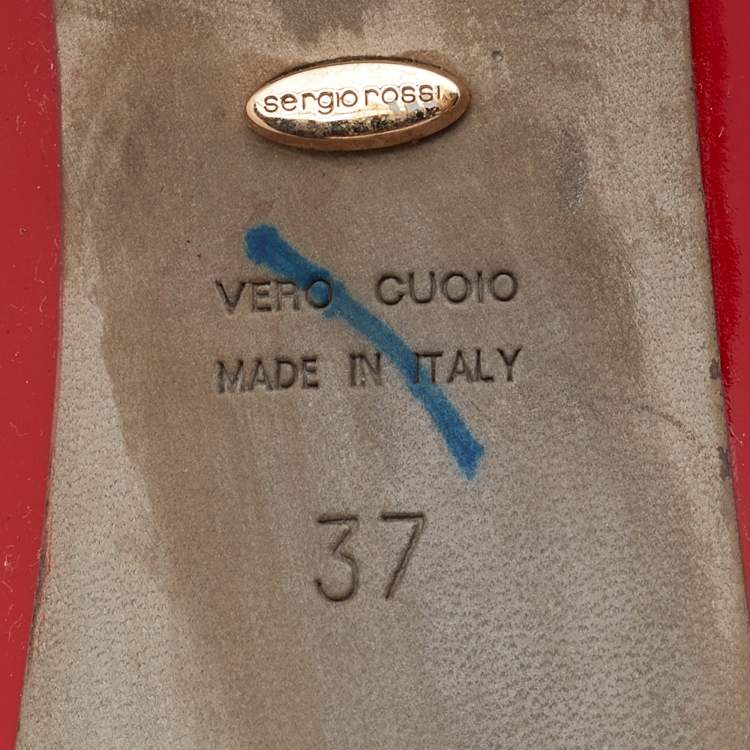 sergio rossi
VERO CUOIO
MADE IN ITALY
37